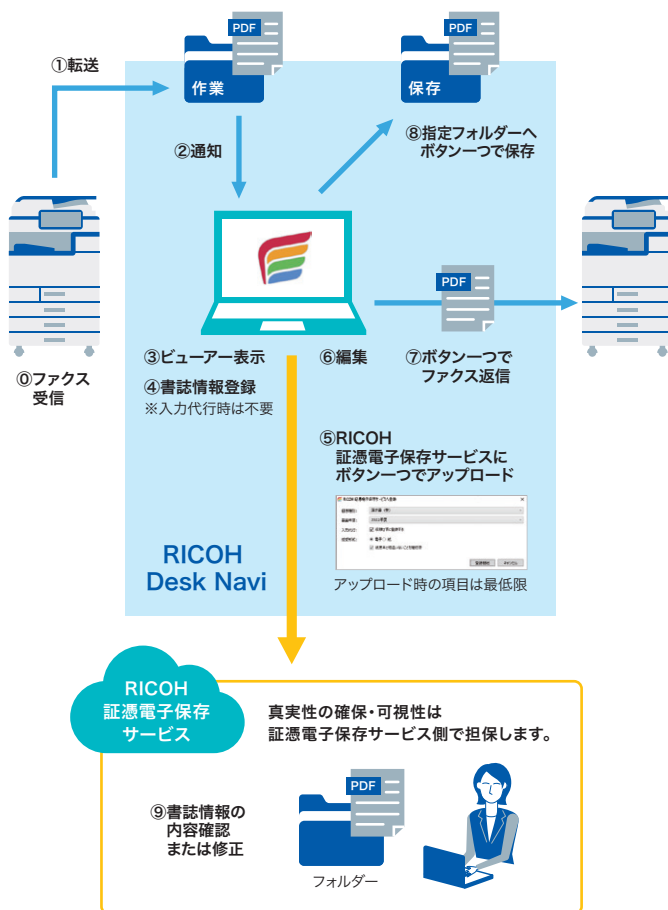 PDF
PDF
①転送
作業
保存
②通知
⑧指定フォルダーへ
ボタン一つで保存
PDF
③ビューアー表示
⑥編集
⑦ボタン一つで
ファクス返信
⓪ファクス
受信
④書誌情報登録
※入力代行時は不要
⑤RICOH
証憑電子保存サービスに
ボタン一つでアップロード
RICOH
Desk Navi
アップロード時の項目は最低限
RICOH
証憑電子保存
サービス
真実性の確保・可視性は
証憑電子保存サービス側で担保します。
PDF
⑨書誌情報の
内容確認
または修正
フォルダー